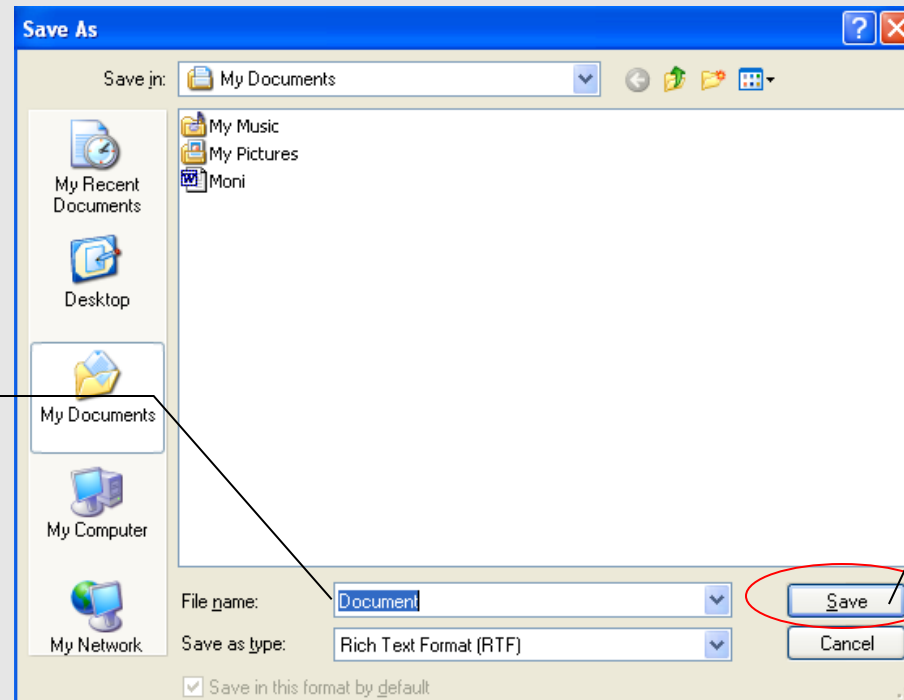 Save As
Save in:
My Documents
My Music
My Pictures
Moni
My Recent
Documents
Desktop
My Documents
My Computer
My Network
File name:
Document
Save
Save as type:
Rich Text Format (RTF)
Cancel
Save in this format by default